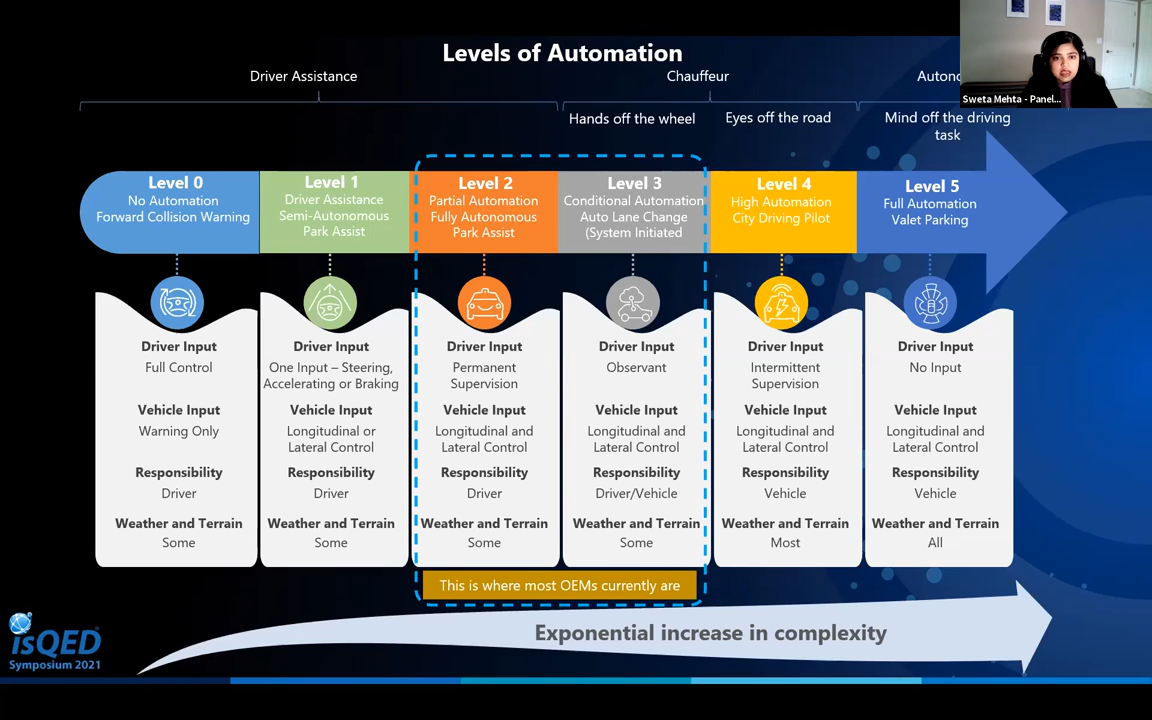 Levels of Automation
Driver Assistance
Chauffeur
Sweta Mehta - Panel...
Hands off the wheel
Eyes off the road
Mind off the driving
task
Level 0
No Automation
Forward Collision Warning
Level 1
Driver Assistance
Semi-Autonomous
Park Assist
Level 2
Partial Automation
Fully Autonomous
Park Assist
Level 3
Conditional Automation
Auto Lane Change
(System Initiated
Level 4
High Automation
City Driving Pilot
Level 5
Full Automation
Valet Parking
Driver Input
Full Control
Vehicle Input
Warning Only
Responsibility
Driver
Weather and Terrain
Some
Driver Input
One Input – Steering,
Accelerating or Braking
Vehicle Input
Longitudinal or
Lateral Control
Responsibility
Driver
Weather and Terrain
Some
Driver Input
Permanent
Supervision
Vehicle Input
Longitudinal and
Lateral Control
Responsibility
Driver
Weather and Terrain
Some
Driver Input
Observant
Vehicle Input
Longitudinal and
Lateral Control
Responsibility
Driver/Vehicle
Weather and Terrain
Some
Driver Input
Intermittent
Supervision
Vehicle Input
Longitudinal and
Lateral Control
Responsibility
Vehicle
Weather and Terrain
Most
Driver Input
No Input
Vehicle Input
Longitudinal and
Lateral Control
Responsibility
Vehicle
Weather and Terrain
All
This is where most OEMs currently are
Exponential increase in complexity
isQED
Symposium 2021